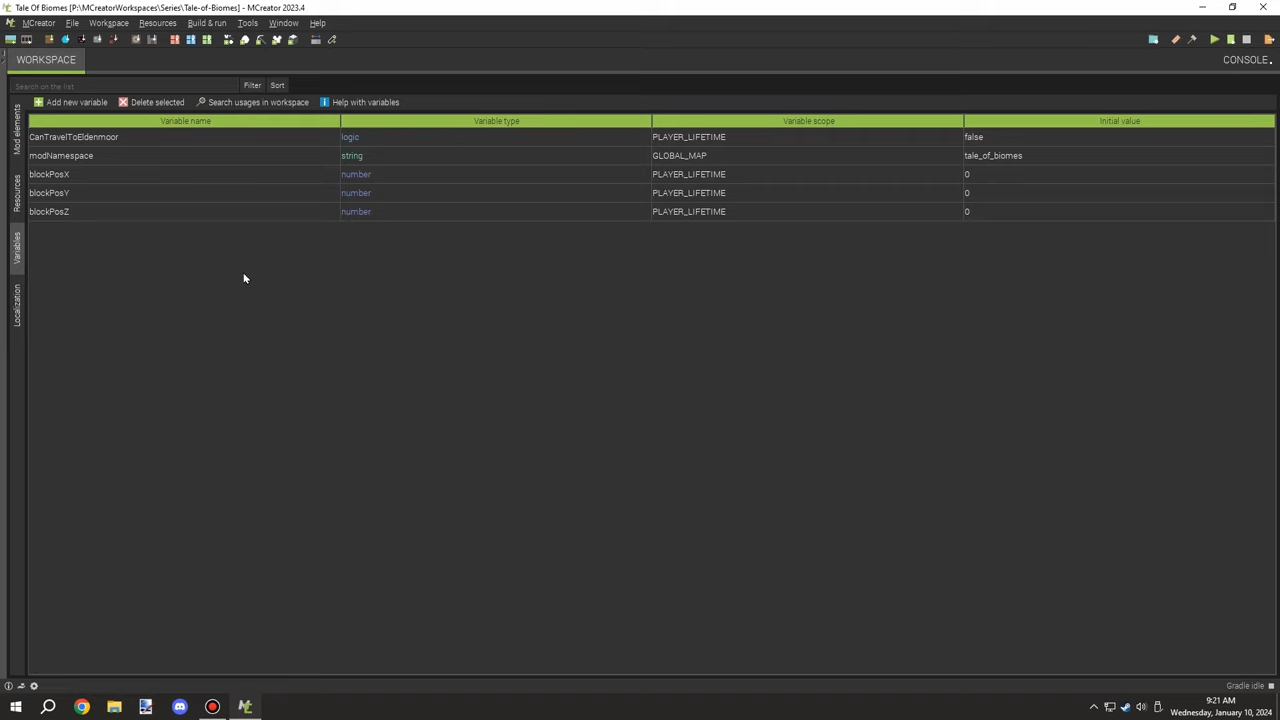 Tale Of Biomes [P:\MCreatorWorkspaces\Series\Tale-of-Biomes] - MCreator 2023.4
MCreator File Workspace Resources Build & run Tools Window Help
WORKSPACE CONSOLE
Search on the list Filter Sort
Add new variable Delete selected Search usages in workspace Help with variables
Variable name Variable type Variable scope Initial value
CanTravelToEldenmoor logic PLAYER_LIFETIME false
modNamespace string GLOBAL_MAP tale_of_biomes
blockPosX number PLAYER_LIFETIME 0
blockPosY number PLAYER_LIFETIME 0
blockPosZ number PLAYER_LIFETIME 0
Mod elements
Resources
Variables
Localization
Gradle idle
9:21 AM
Wednesday, January 10, 2024